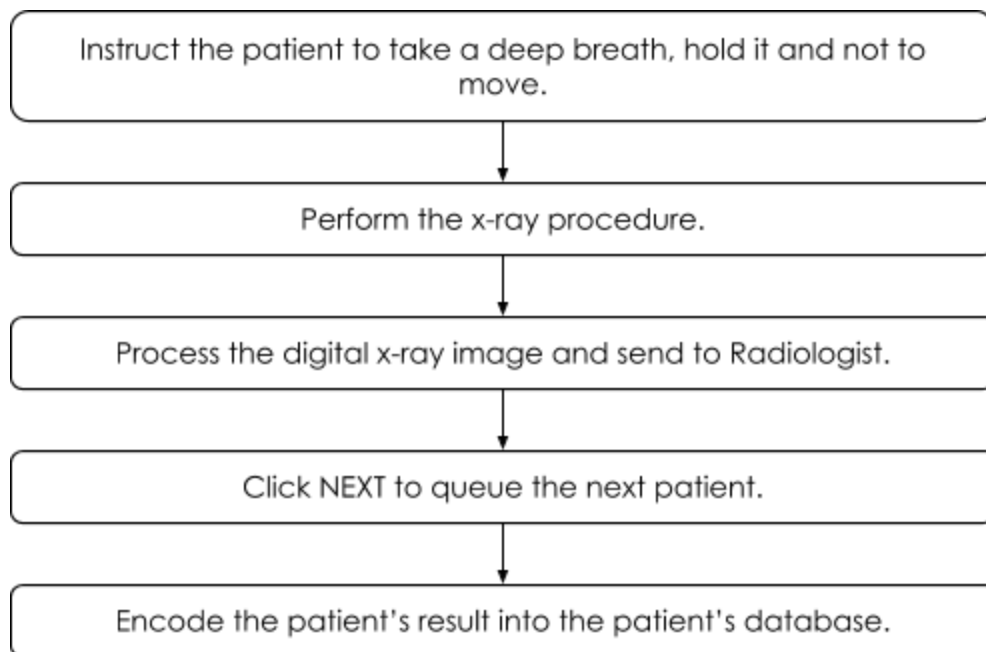 Instruct the patient to take a deep breath, hold it and not to
move.
Perform the x-ray procedure.
Process the digital x-ray image and send to Radiologist.
Click NEXT to queue the next patient.
Encode the patient’s result into the patient’s database.